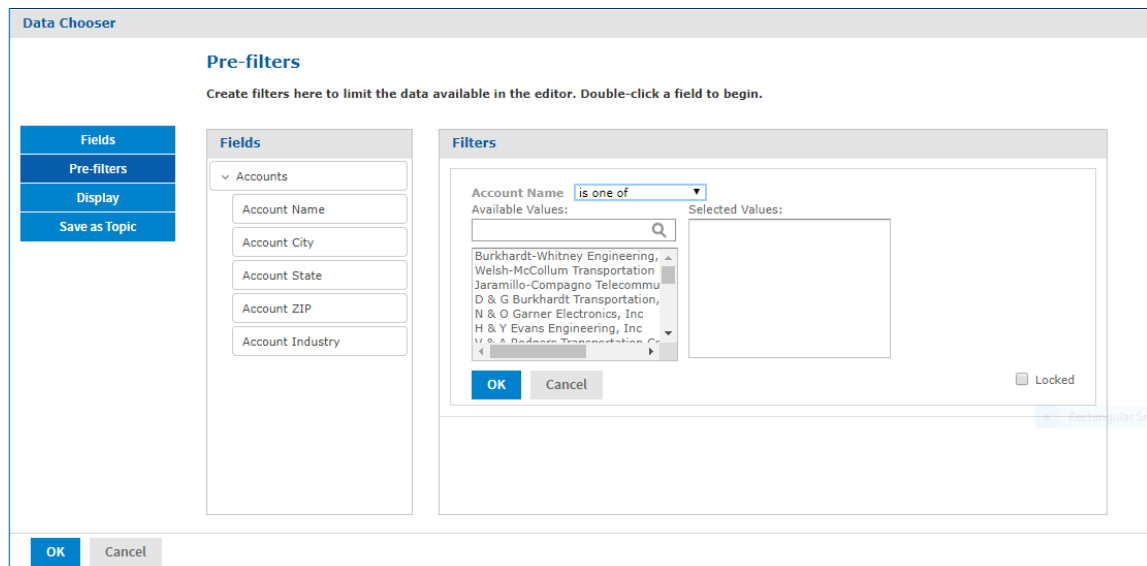 Data Chooser
Pre-filters
Create filters here to limit the data available in the editor. Double-click a field to begin.
Fields
Pre-filters
Display
Save as Topic
Fields
Accounts
Account Name
Account City
Account State
Account ZIP
Account Industry
Filters
Account Name is one of
Available Values: Selected Values:
Burkhardt-Whitney Engineering,
Welsh-McCollum Transportation
Jaramillo-Compagno Telecommu
D & G Burkhardt Transportation,
N & O Garner Electronics, Inc
H & Y Evans Engineering, Inc
V & A Rodgers Transportation
OK Cancel
Locked
Rectangular
OK Cancel